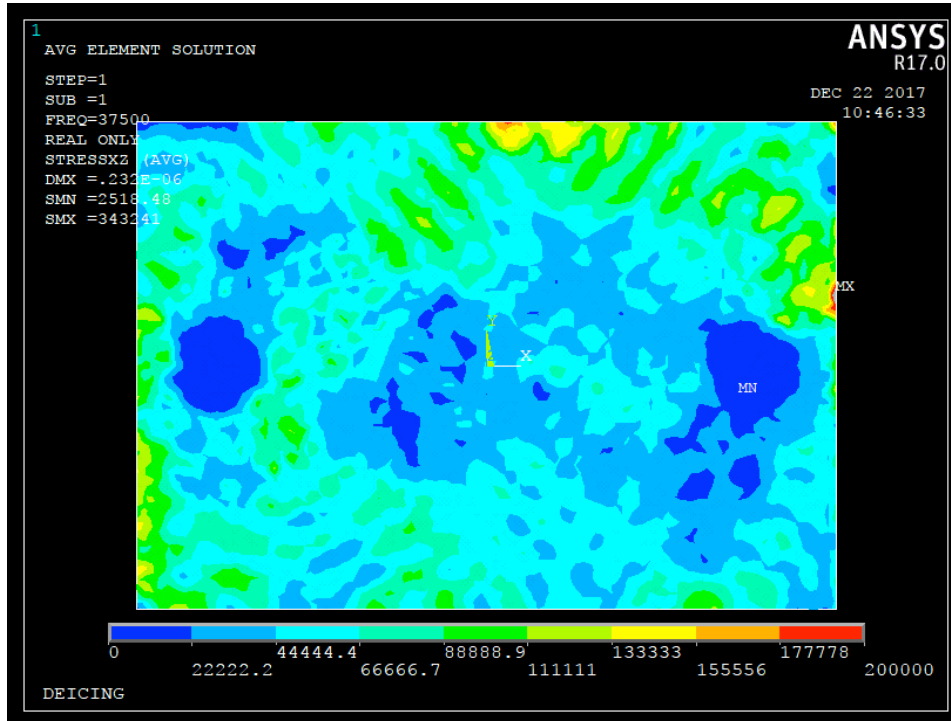 1
AVG ELEMENT SOLUTION
ANSYS
R17.0
STEP=1
SUB =1
FREQ=37500
REAL ONLY
STRESSXZ (AVG)
DMX =.232E-06
SMN =2518.48
SMX =343241
DEC 22 2017
10:46:33
MX
Y
X
MN
0 44444.4 88888.9 133333 177778
22222.2 66666.7 111111 155556 200000
DEICING